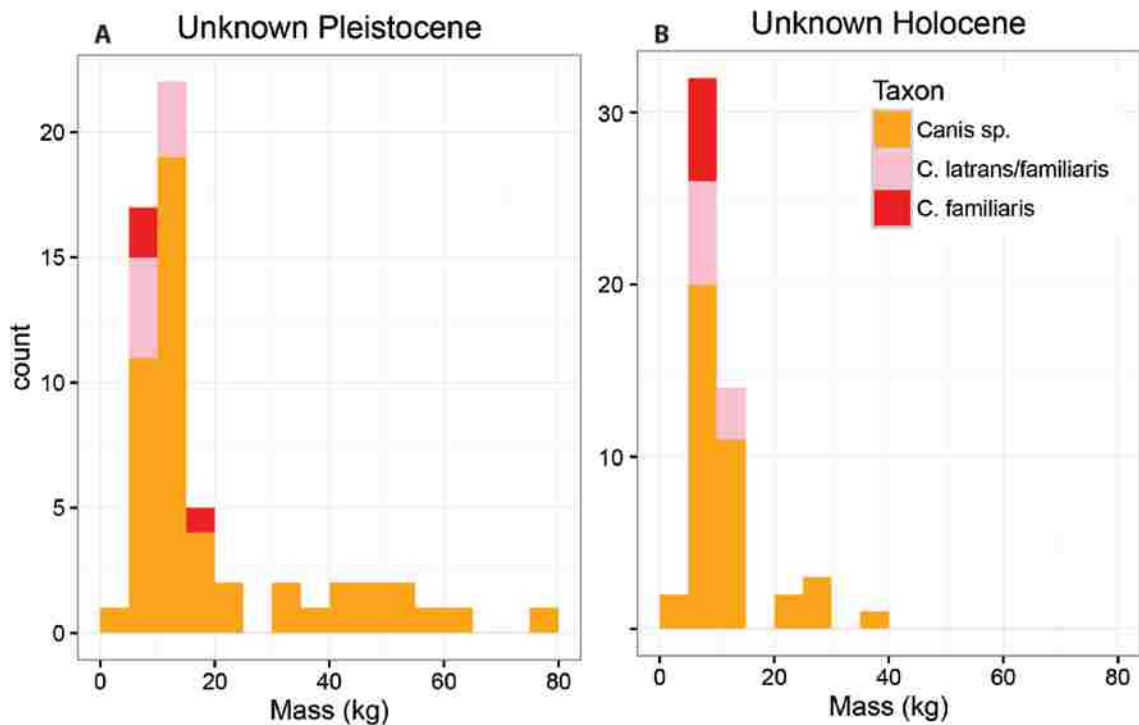 A Unknown Pleistocene
count
20
15
10
5
0
0 20 40 60 80
Mass (kg)
B Unknown Holocene
Taxon
Canis sp.
C. latrans/familiaris
C. familiaris
30
20
10
0 20 40 60 80
Mass (kg)